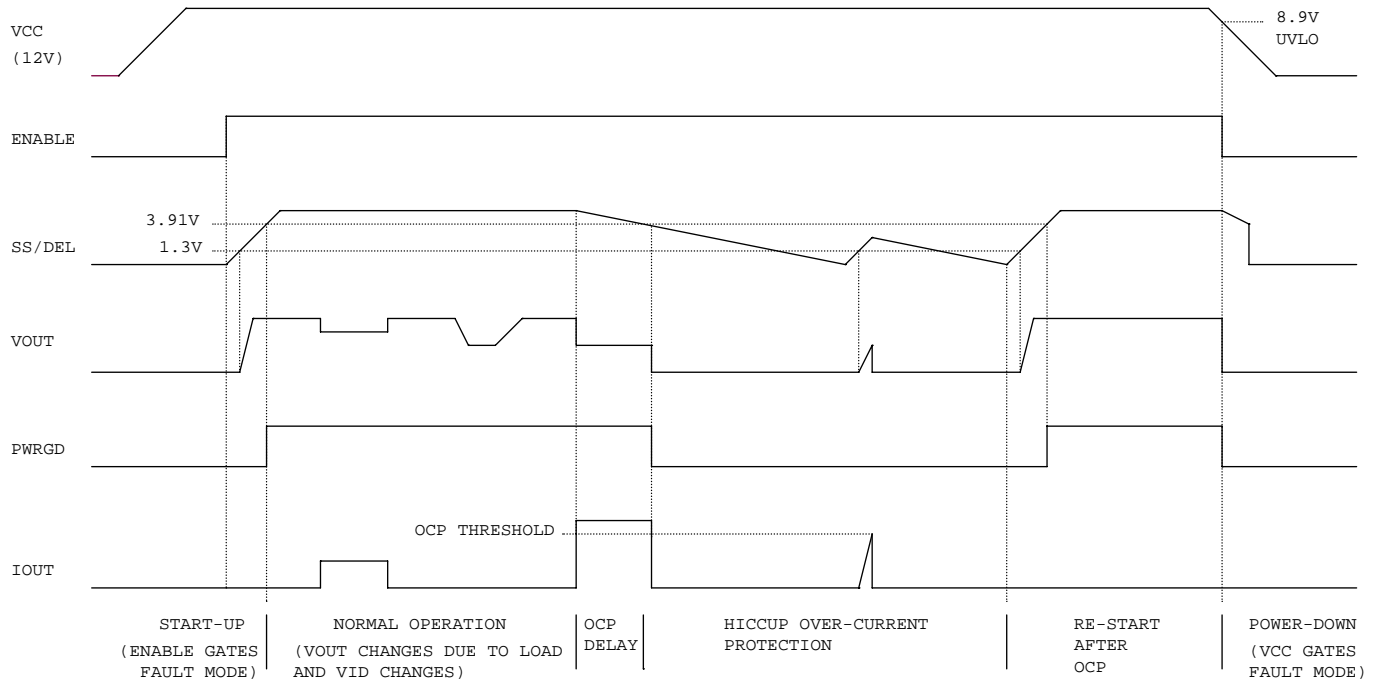 VCC
(12V)
8.9V
UVLO
ENABLE
3.91V
SS/DEL
1.3V
VOUT
PWRGD
OCP THRESHOLD
IOUT
START-UP
(ENABLE GATES
FAULT MODE)
NORMAL OPERATION
(VOUT CHANGES DUE TO LOAD
AND VID CHANGES)
OCP
DELAY
HICCUP OVER-CURRENT
PROTECTION
RE-START
AFTER
OCP
POWER-DOWN
(VCC GATES
FAULT MODE)